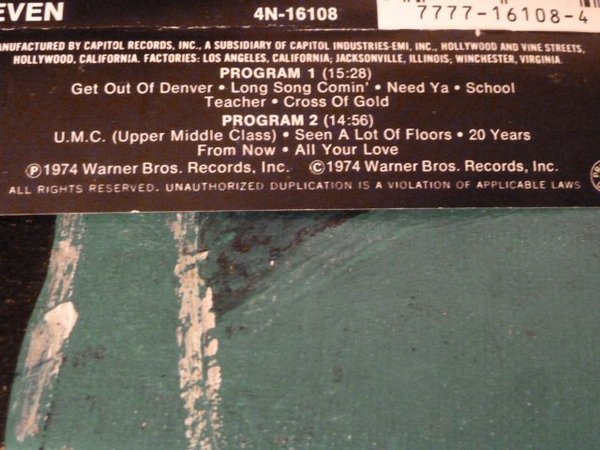 EVEN 4N-16108
7777-16108-4
ANUFACTURED BY CAPITOL RECORDS, INC., A SUBSIDIARY OF CAPITOL INDUSTRIES-EMI, INC., HOLLYWOOD AND VINE STREETS,
HOLLYWOOD, CALIFORNIA. FACTORIES: LOS ANGELES, CALIFORNIA; JACKSONVILLE, ILLINOIS; WINCHESTER, VIRGINIA.
PROGRAM 1 (15:28)
Get Out Of Denver • Long Song Comin' • Need Ya • School
Teacher • Cross Of Gold
PROGRAM 2 (14:56)
U.M.C. (Upper Middle Class) • Seen A Lot Of Floors • 20 Years
From Now • All Your Love
Ⓟ1974 Warner Bros. Records, Inc. ©1974 Warner Bros. Records, Inc.
ALL RIGHTS RESERVED. UNAUTHORIZED DUPLICATION IS A VIOLATION OF APPLICABLE LAWS